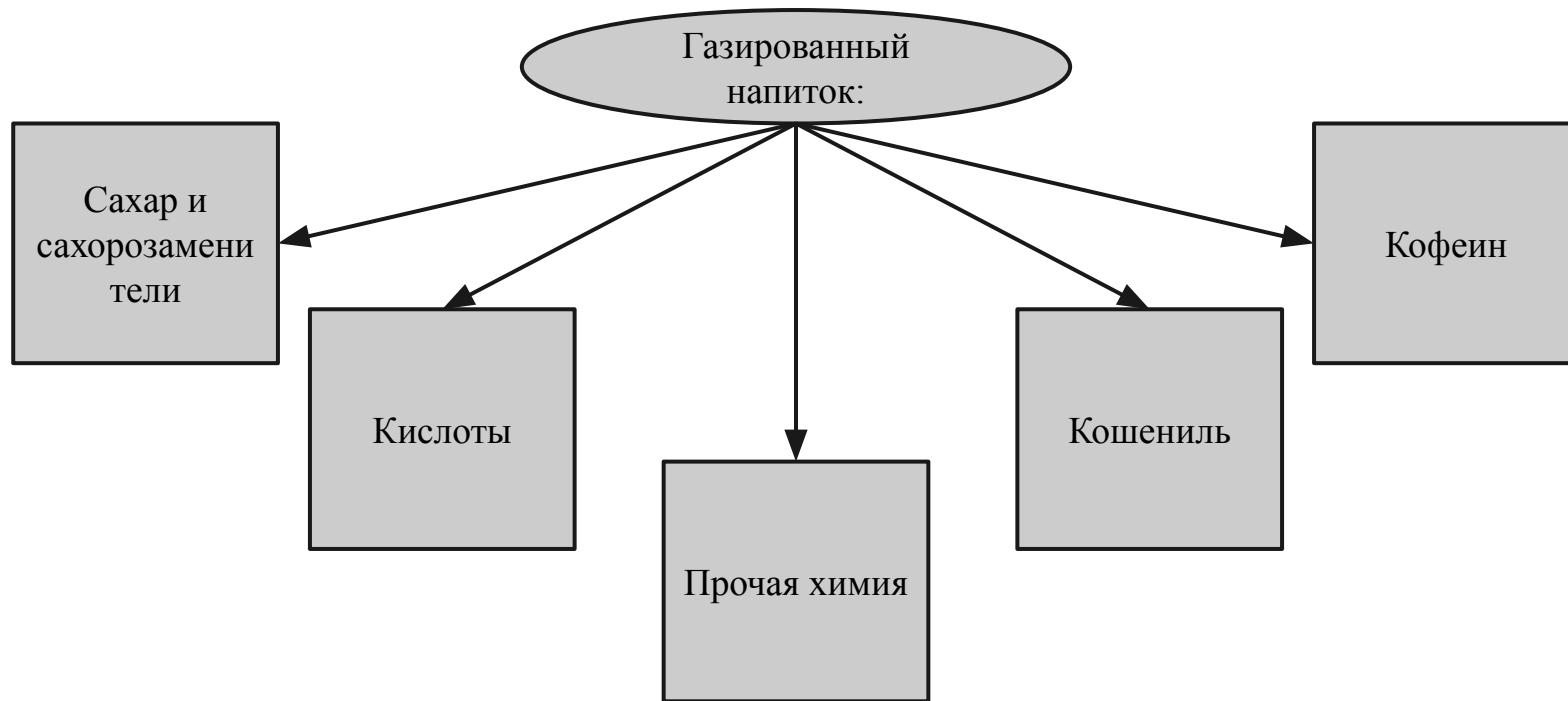 Газированный
напиток:
Сахар и
сахорозамени
тели
Кислоты
Прочая химия
Кошениль
Кофеин